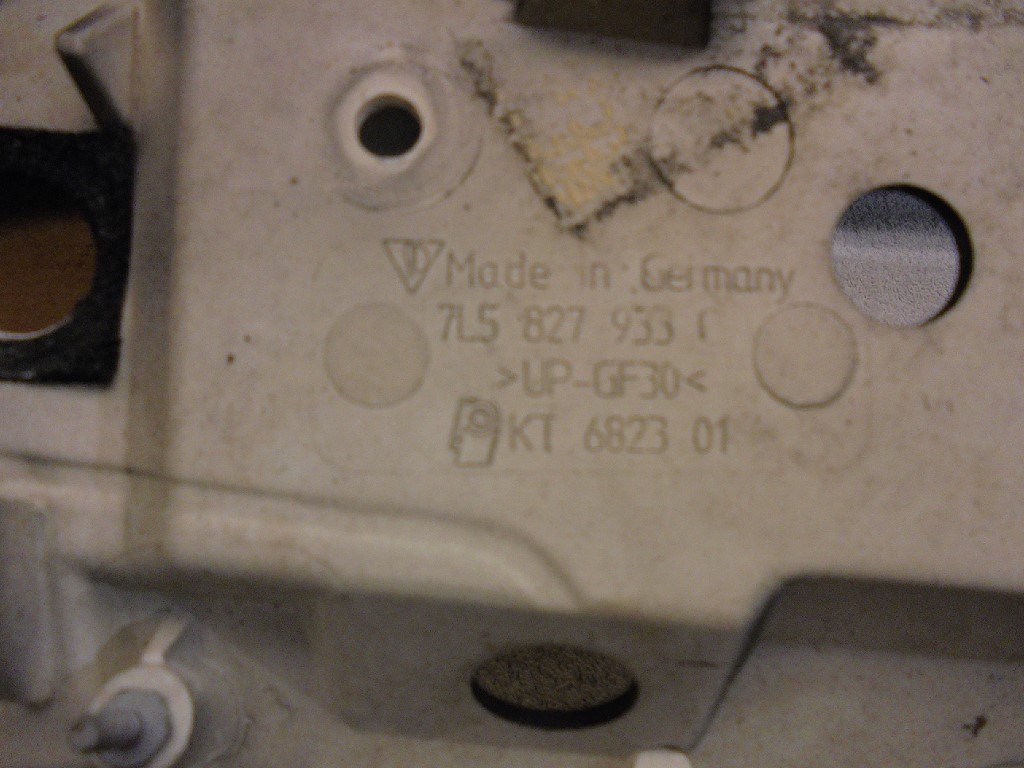 Made in Germany
7L5 827 933
>UP-GF30<
KT 6823 01